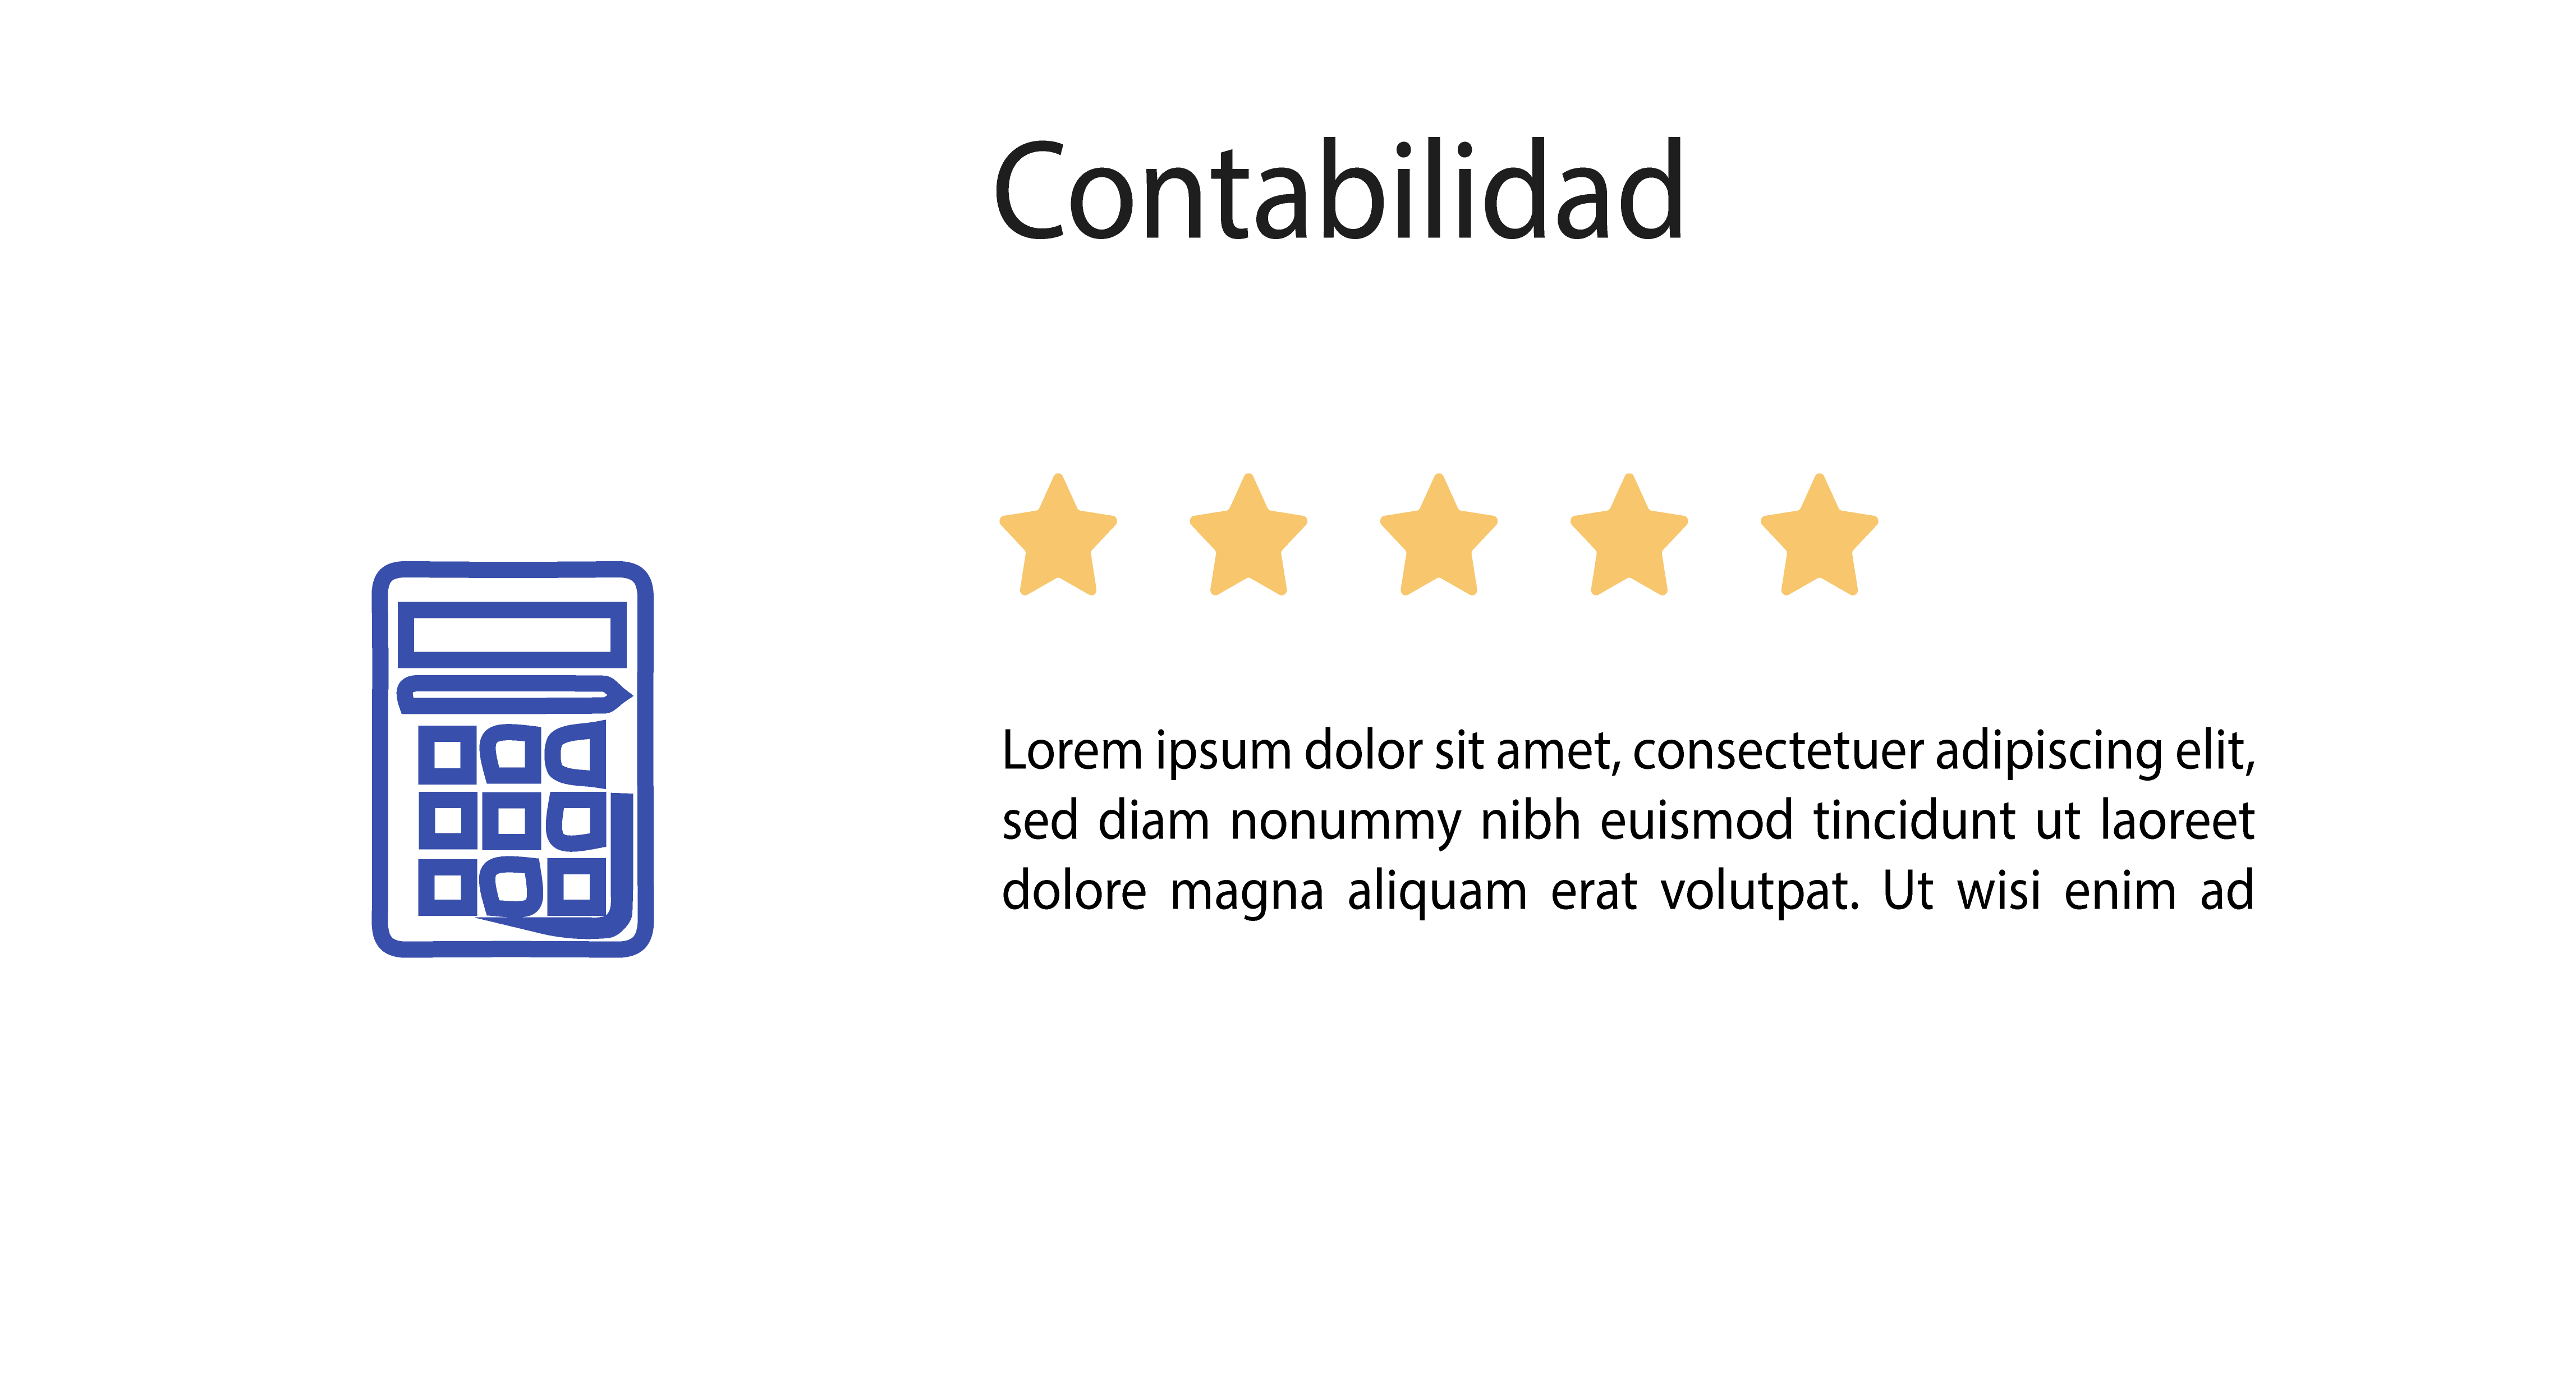 Contabilidad
Lorem ipsum dolor sit amet, consectetuer adipiscing elit,
sed diam nonummy nibh euismod tincidunt ut laoreet
dolore magna aliquam erat volutpat. Ut wisi enim ad